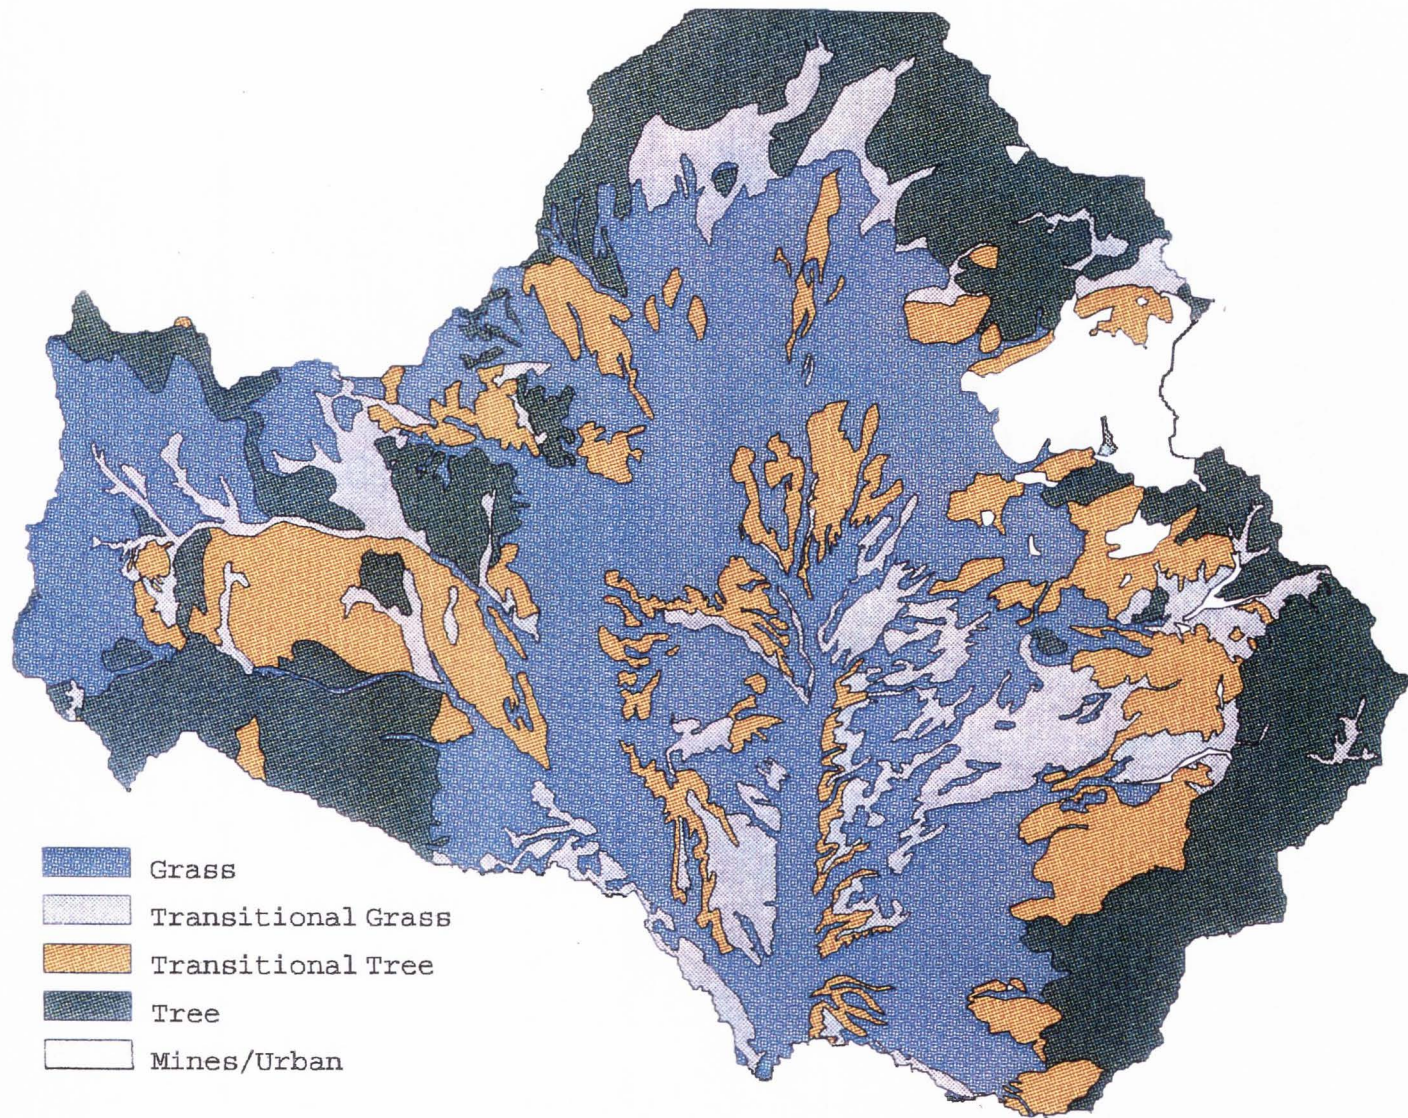 Grass
Transitional Grass
Transitional Tree
Tree
Mines/Urban